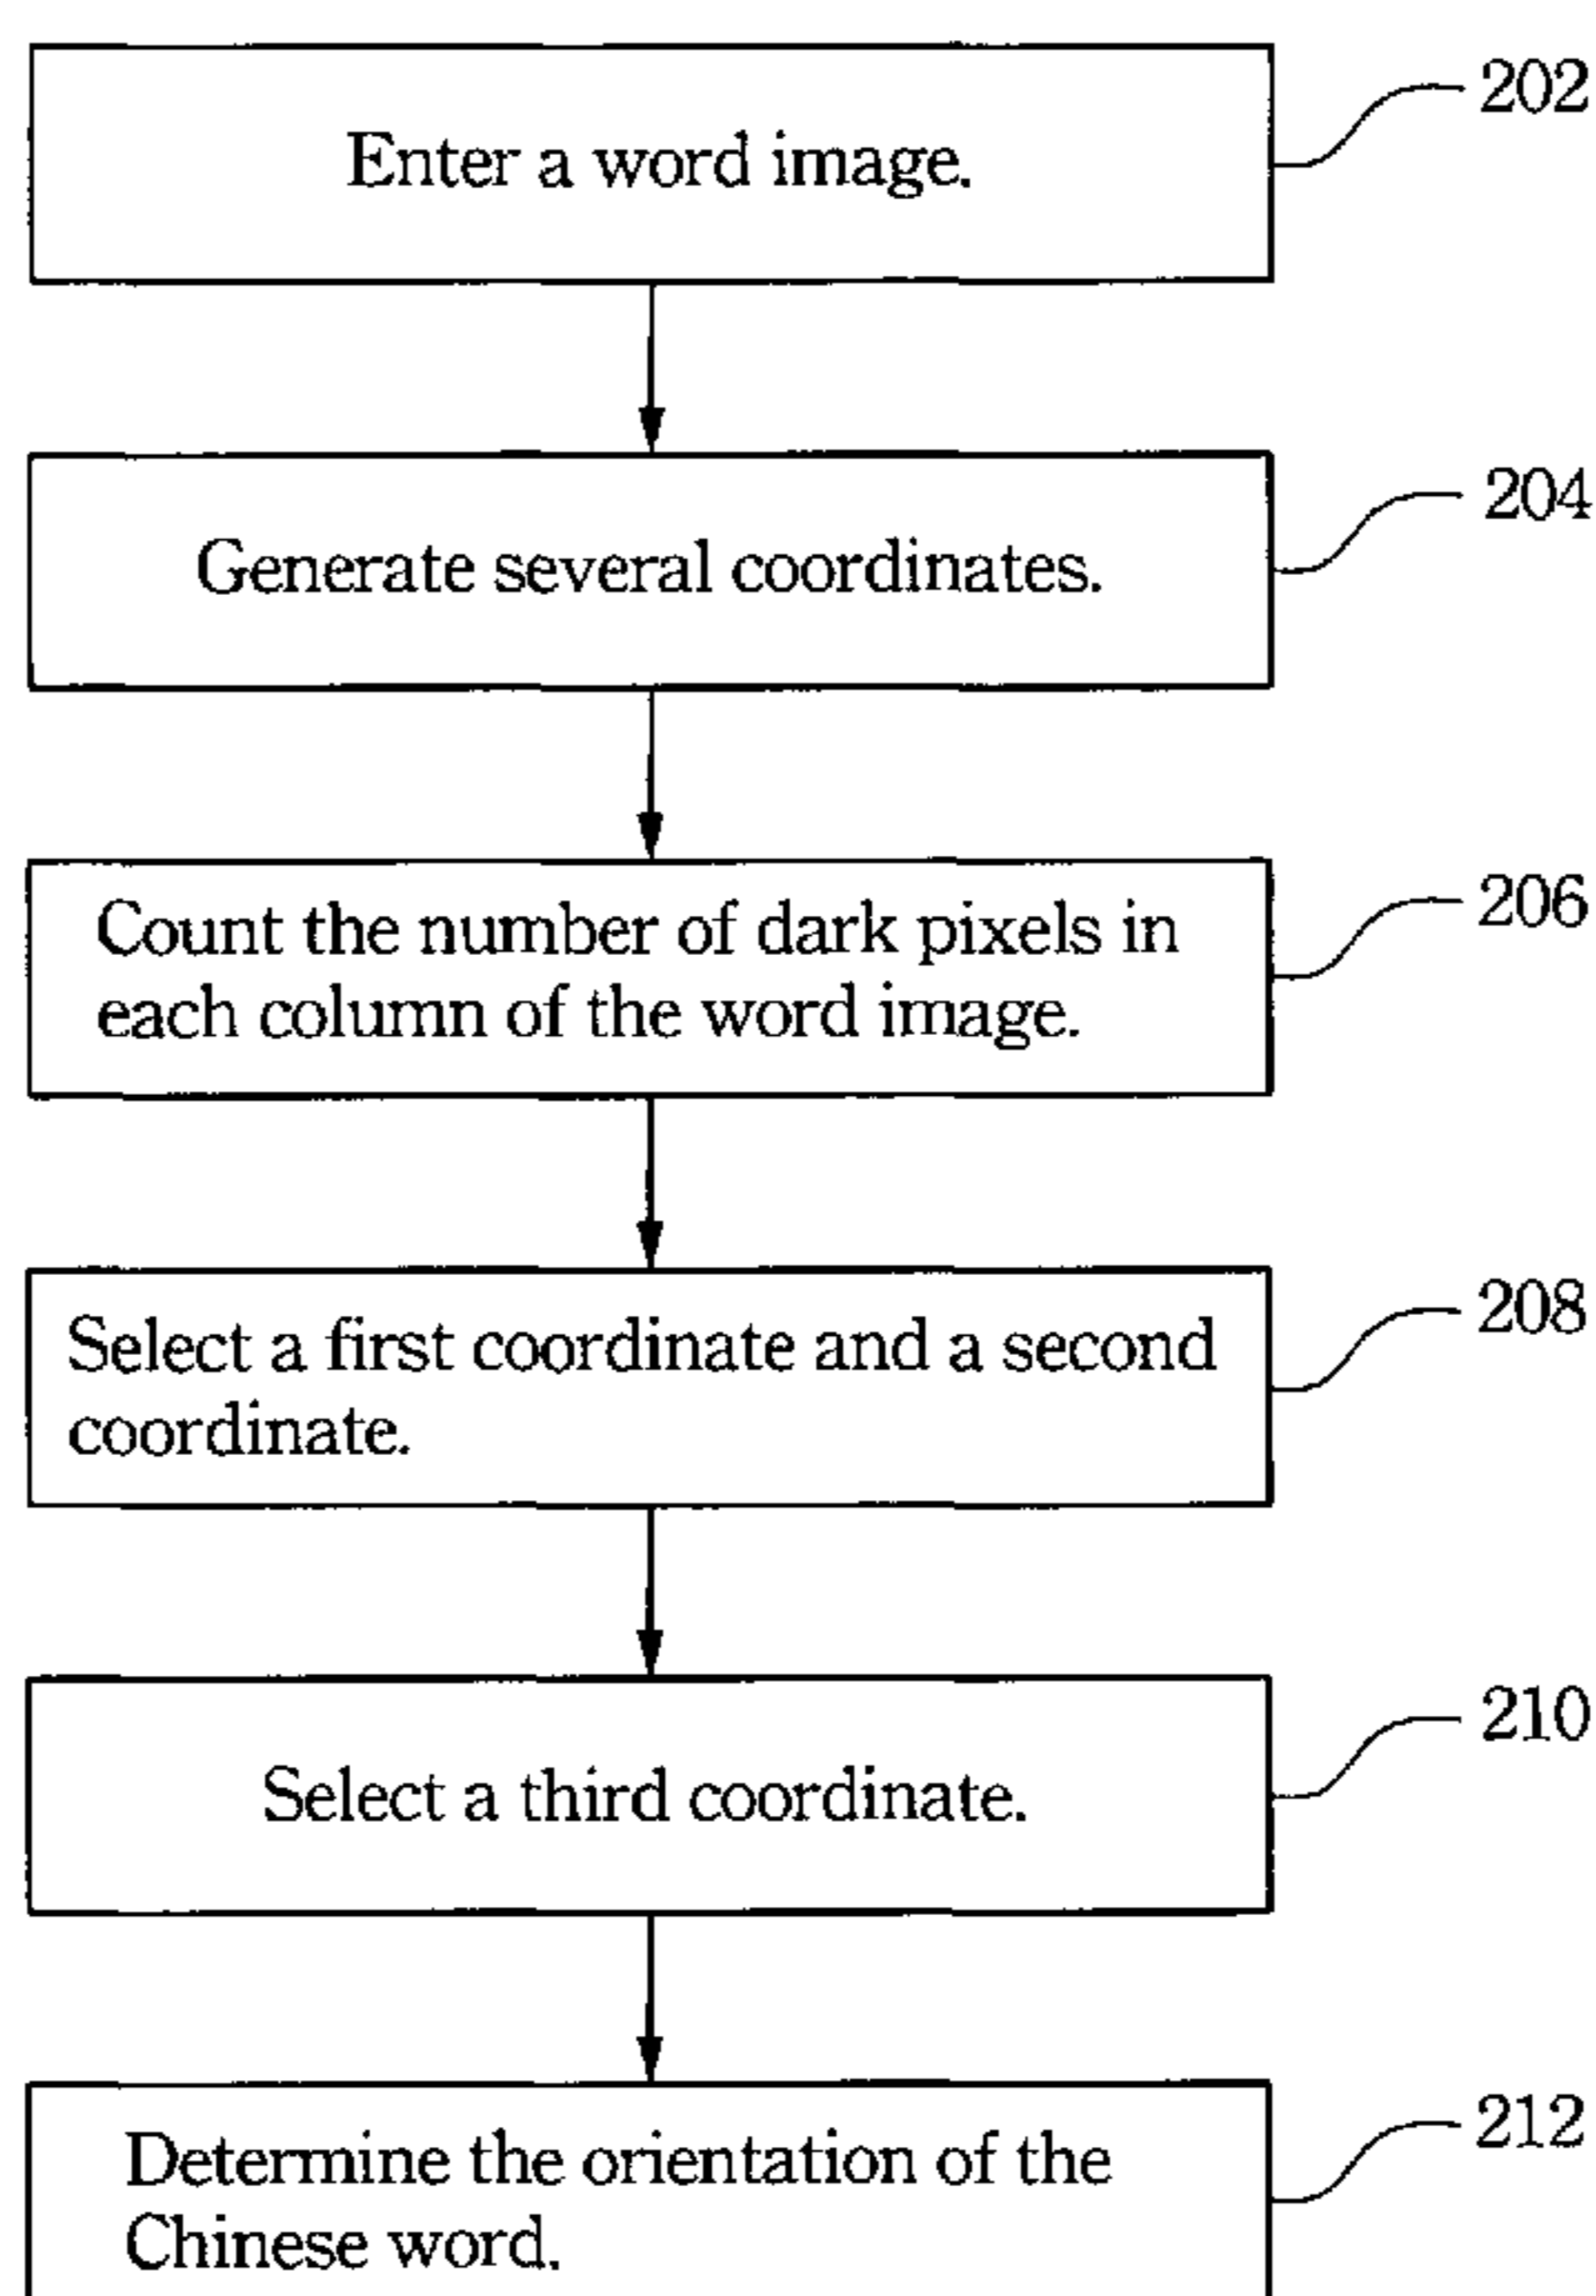 202
Enter a word image.
204
Generate several coordinates.
206
Count the number of dark pixels in
each column of the word image.
208
Select a first coordinate and a second
coordinate.
210
Select a third coordinate.
212
Determine the orientation of the
Chinese word.